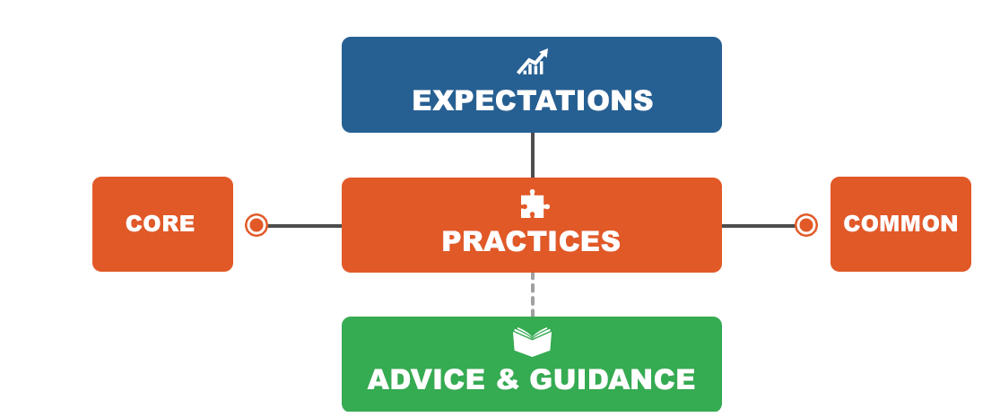 EXPECTATIONS
CORE
PRACTICES
COMMON
ADVICE & GUIDANCE